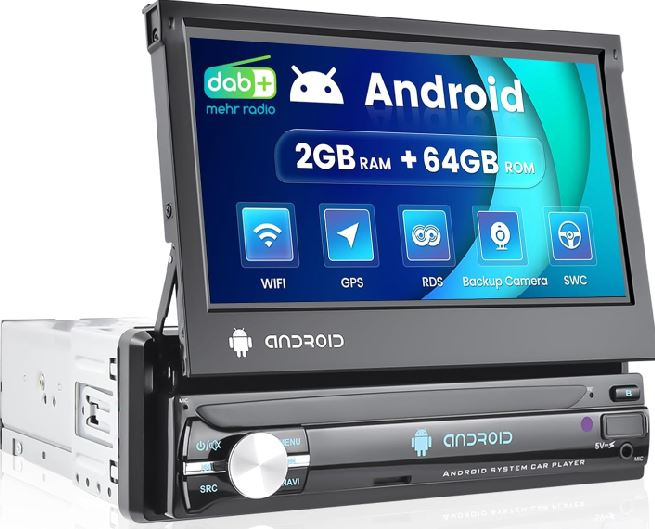 dab+
mehr radio
Android
2GB RAM + 64GB ROM
WIFI
GPS
RDS
Backup Camera
SWC
ANDROID
MIC
MENU
SRC
NAVI
ANDROID
ANDROID SYSTEM CAR PLAYER
B
5V
MIC